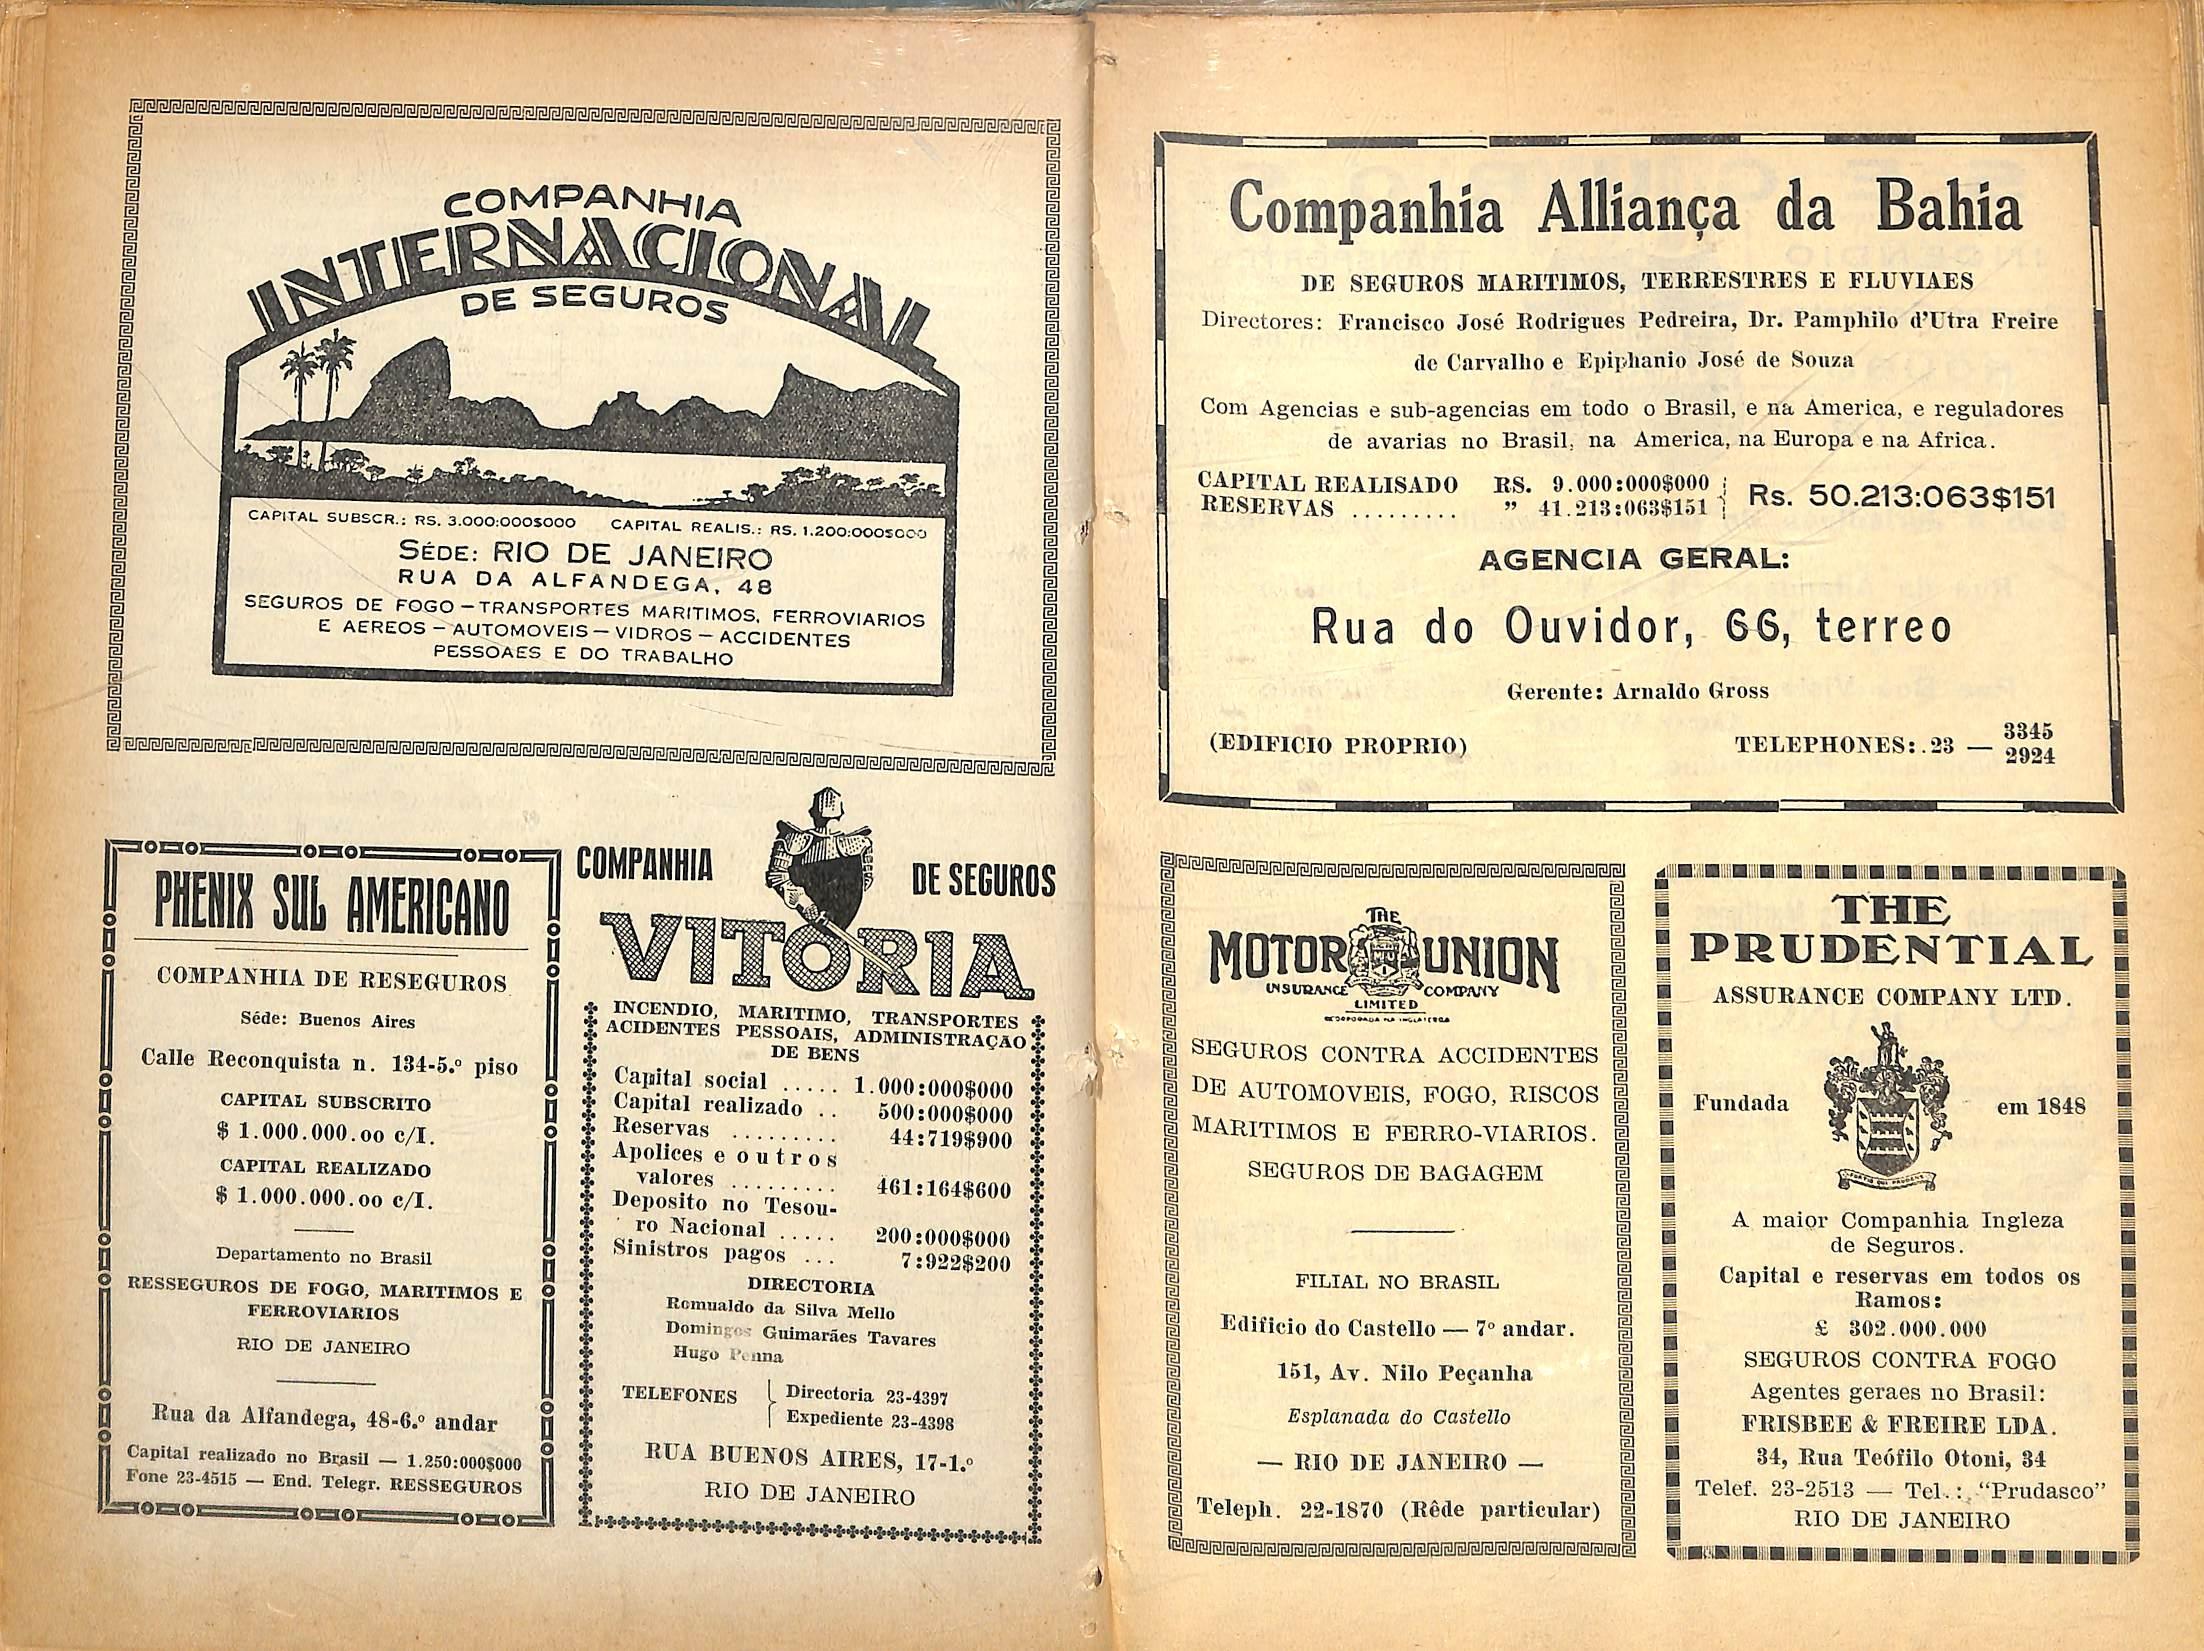 COMPANHIA
INTERNACIONAL
DE SEGUROS
CAPITAL SUBSCR.: RS. 3.000:000$000 CAPITAL REALIS.: RS. 1.200:000$000
SÉDE: RIO DE JANEIRO
RUA DA ALFANDEGA, 48
SEGUROS DE FOGO – TRANSPORTES MARITIMOS, FERROVIARIOS
E AEREOS – AUTOMOVEIS – VIDROS – ACCIDENTES
PESSOAES E DO TRABALHO
PHENIX SUL AMERICANO
COMPANHIA DE RESEGUROS
Séde: Buenos Aires
Calle Reconquista n. 134-5.º piso
CAPITAL SUBSCRITO
$ 1.000.000.oo c/I.
CAPITAL REALIZADO
$ 1.000.000.oo c/I.
Departamento no Brasil
RESSEGUROS DE FOGO, MARITIMOS E
FERROVIARIOS
RIO DE JANEIRO
Rua da Alfandega, 48-6.º andar
Capital realizado no Brasil — 1.250:000$000
Fone 23-4515 — End. Telegr. RESSEGUROS
COMPANHIA DE SEGUROS
VITORIA
INCENDIO, MARITIMO, TRANSPORTES
ACIDENTES PESSOAIS, ADMINISTRAÇAO
DE BENS
Capital social ..... 1.000:000$000
Capital realizado .. 500:000$000
Reservas ......... 44:719$900
Apolices e outros
valores ......... 461:164$600
Deposito no Tesou-
ro Nacional ..... 200:000$000
Sinistros pagos ... 7:922$200
DIRECTORIA
Romualdo da Silva Mello
Domingos Guimarães Tavares
Hugo Penna
TELEFONES { Directoria 23-4397
Expediente 23-4398
RUA BUENOS AIRES, 17-1.º
RIO DE JANEIRO
Companhia Alliança da Bahia
DE SEGUROS MARITIMOS, TERRESTRES E FLUVIAES
Directores: Francisco José Rodrigues Pedreira, Dr. Pamphilo d'Utra Freire
de Carvalho e Epiphanio José de Souza
Com Agencias e sub-agencias em todo o Brasil, e na America, e reguladores
de avarias no Brasil, na America, na Europa e na Africa.
CAPITAL REALISADO RS. 9.000:000$000
RESERVAS ......... " 41.213:063$151 } Rs. 50.213:063$151
AGENCIA GERAL:
Rua do Ouvidor, 66, terreo
Gerente: Arnaldo Gross
(EDIFICIO PROPRIO) TELEPHONES: 23 — 3345
2924
THE
MOTOR UNION
INSURANCE COMPANY
LIMITED
INCORPORADA NA INGLATERRA
SEGUROS CONTRA ACCIDENTES
DE AUTOMOVEIS, FOGO, RISCOS
MARITIMOS E FERRO-VIARIOS.
SEGUROS DE BAGAGEM
FILIAL NO BRASIL
Edificio do Castello — 7º andar.
151, Av. Nilo Peçanha
Esplanada do Castello
— RIO DE JANEIRO —
Teleph. 22-1870 (Rêde particular)
THE
PRUDENTIAL
ASSURANCE COMPANY LTD.
Fundada em 1848
FORTIS QUI PRUDENS
A maior Companhia Ingleza
de Seguros.
Capital e reservas em todos os
Ramos:
£ 302.000.000
SEGUROS CONTRA FOGO
Agentes geraes no Brasil:
FRISBEE & FREIRE LDA.
34, Rua Teófilo Otoni, 34
Telef. 23-2513 — Tel.: "Prudasco"
RIO DE JANEIRO